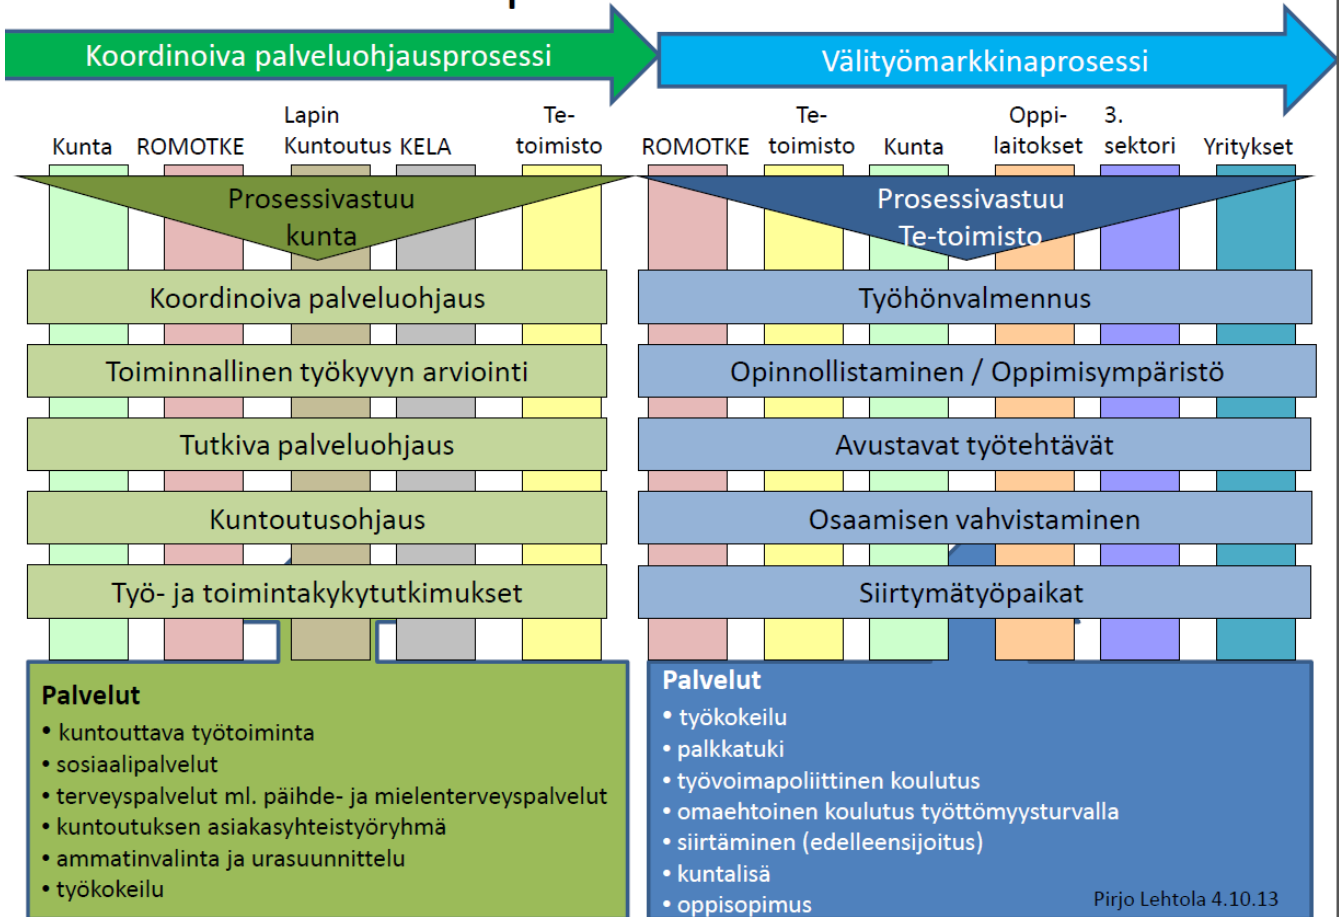 Koordinoiva palveluohjausprosessi
Välityömarkkinaprosessi
Kunta
ROMOTKE
Lapin
Kuntoutus
KELA
Te-
toimisto
ROMOTKE
Te-
toimisto
Kunta
Oppi-
laitokset
3.
sektori
Yritykset
Prosessivastuu
kunta
Prosessivastuu
Te-toimisto
Koordinoiva palveluohjaus
Toiminnallinen työkyvyn arviointi
Tutkiva palveluohjaus
Kuntoutusohjaus
Työ- ja toimintakykytutkimukset
Työhönvalmennus
Opinnollistaminen / Oppimisympäristö
Avustavat työtehtävät
Osaamisen vahvistaminen
Siirtymätyöpaikat
Palvelut
• kuntouttava työtoiminta
• sosiaalipalvelut
• terveyspalvelut ml. päihde- ja mielenterveyspalvelut
• kuntoutuksen asiakasyhteistyöryhmä
• ammatinvalinta ja urasuunnittelu
• työkokeilu
Palvelut
• työkokeilu
• palkkatuki
• työvoimapoliittinen koulutus
• omaehtoinen koulutus työttömyysturvalla
• siirtäminen (edelleensijoitus)
• kuntalisä
• oppisopimus
Pirjo Lehtola 4.10.13